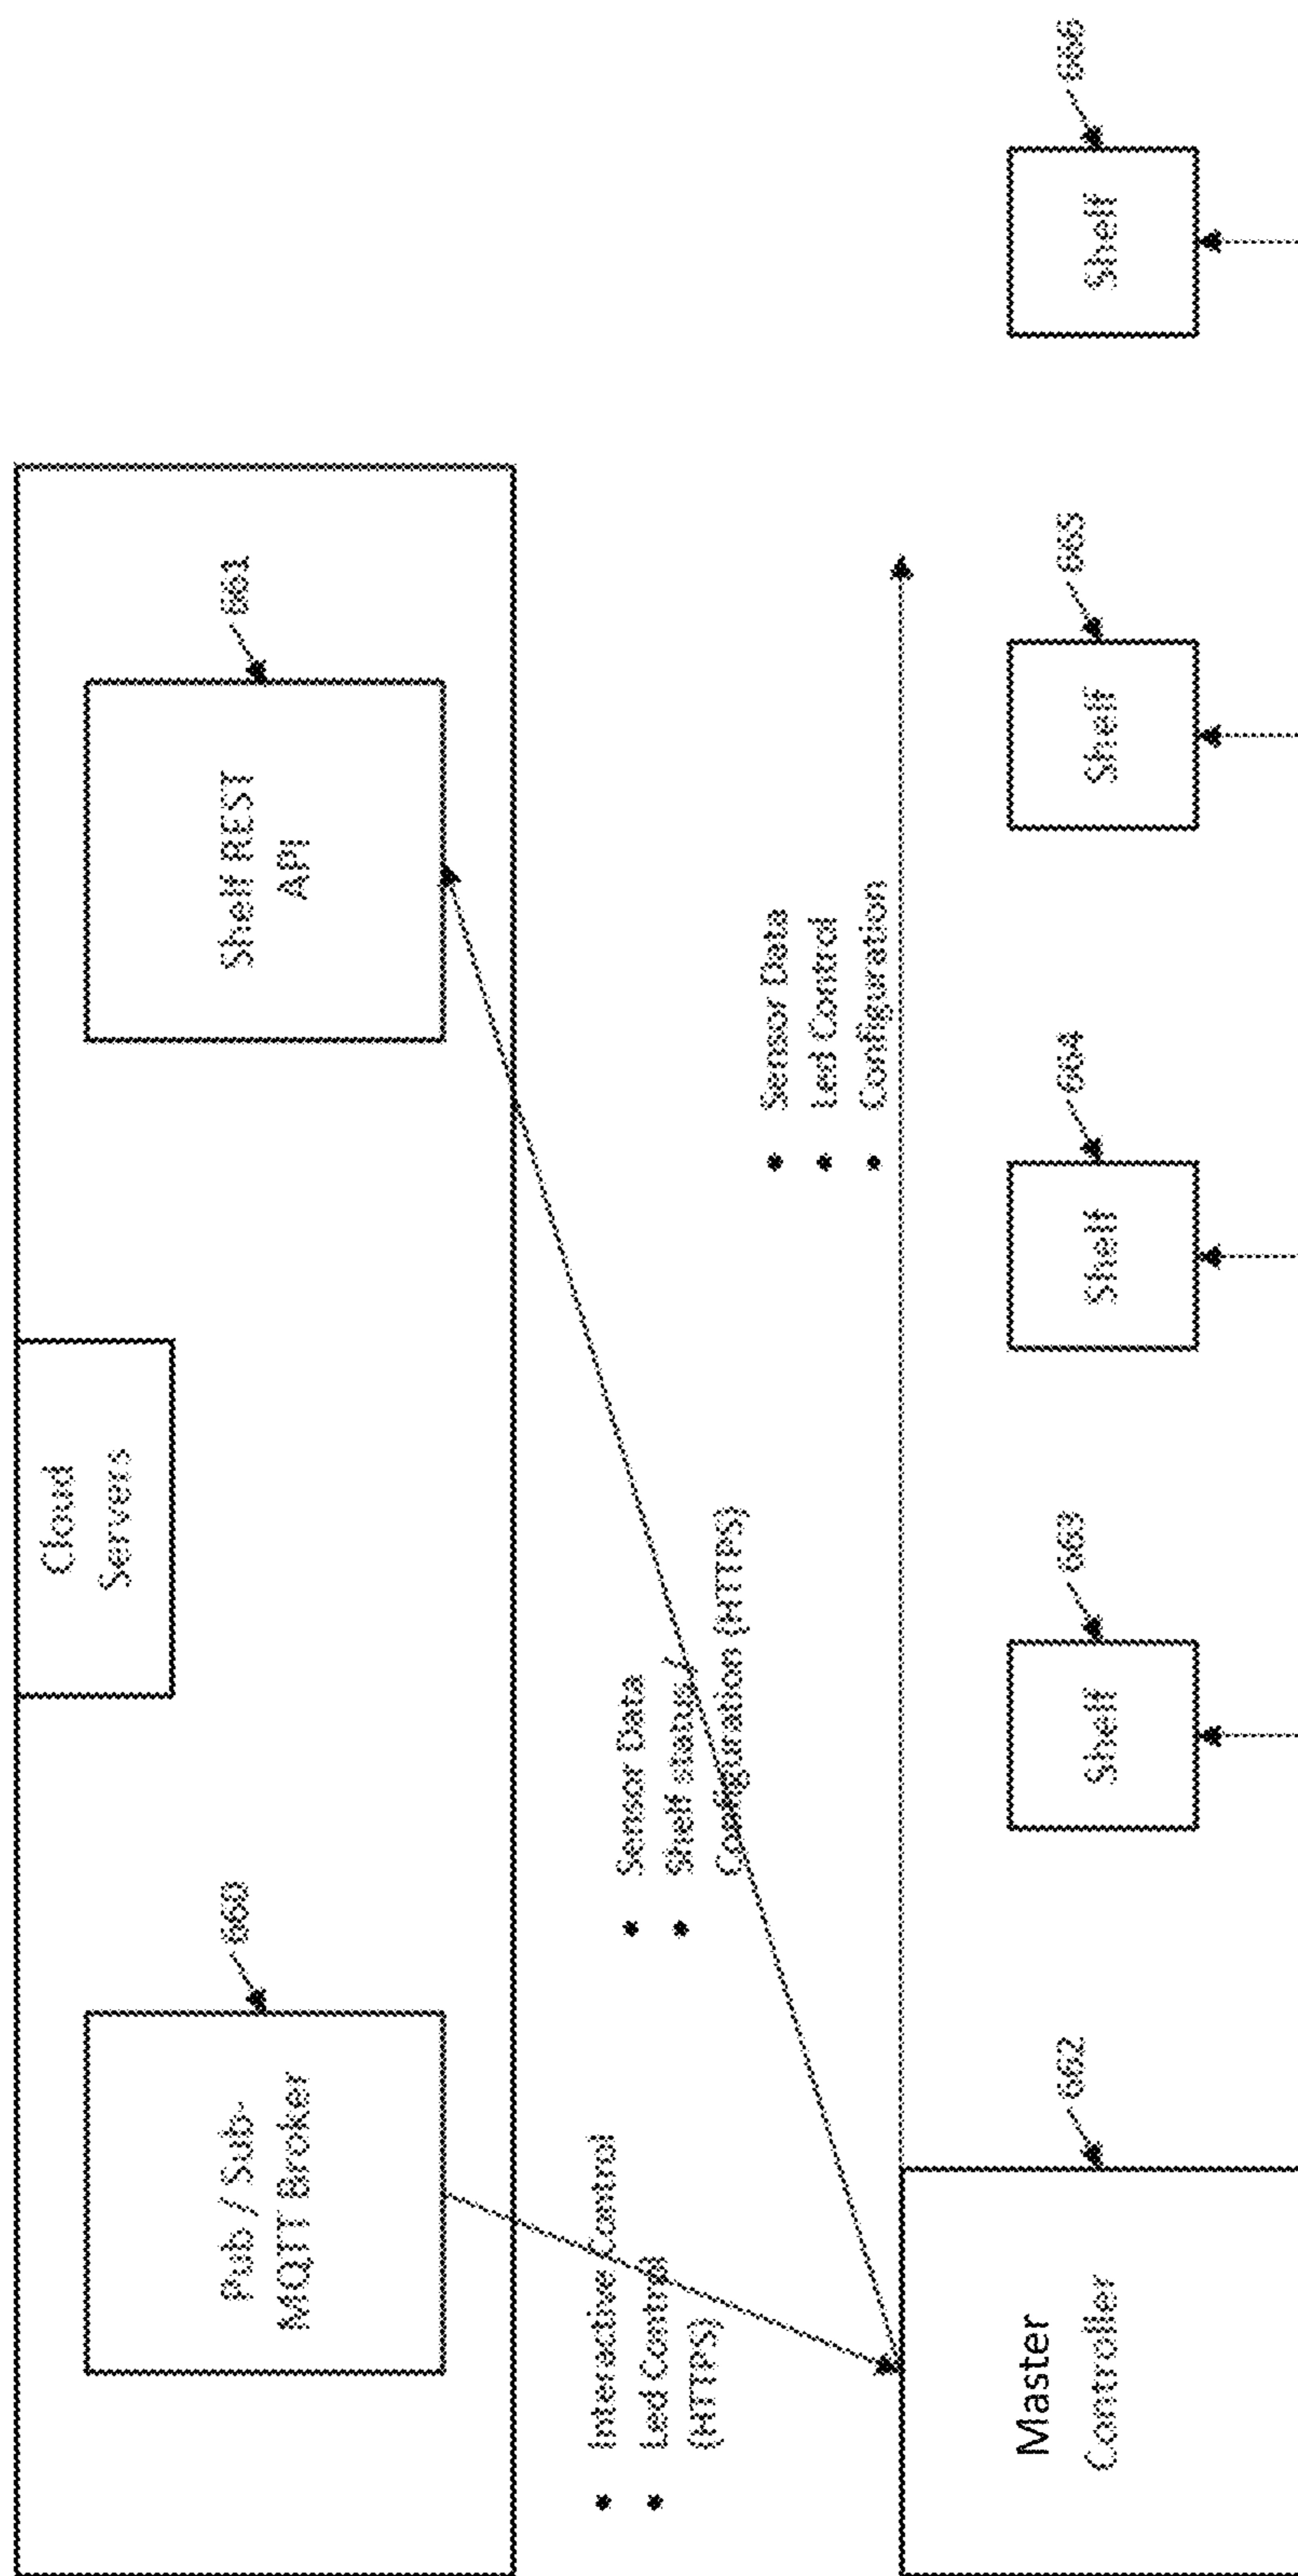 Cloud
Servers
Pub / Sub-
MQTT Broker
660
Shelf REST
API
661
• Interactive Control
• Led Control
(HTTPS)
• Sensor Data
• Shelf status /
Configuration (HTTPS)
• Sensor Data
• Led Control
• Configuration
Master
Controller
662
Shelf
663
Shelf
664
Shelf
665
Shelf
666